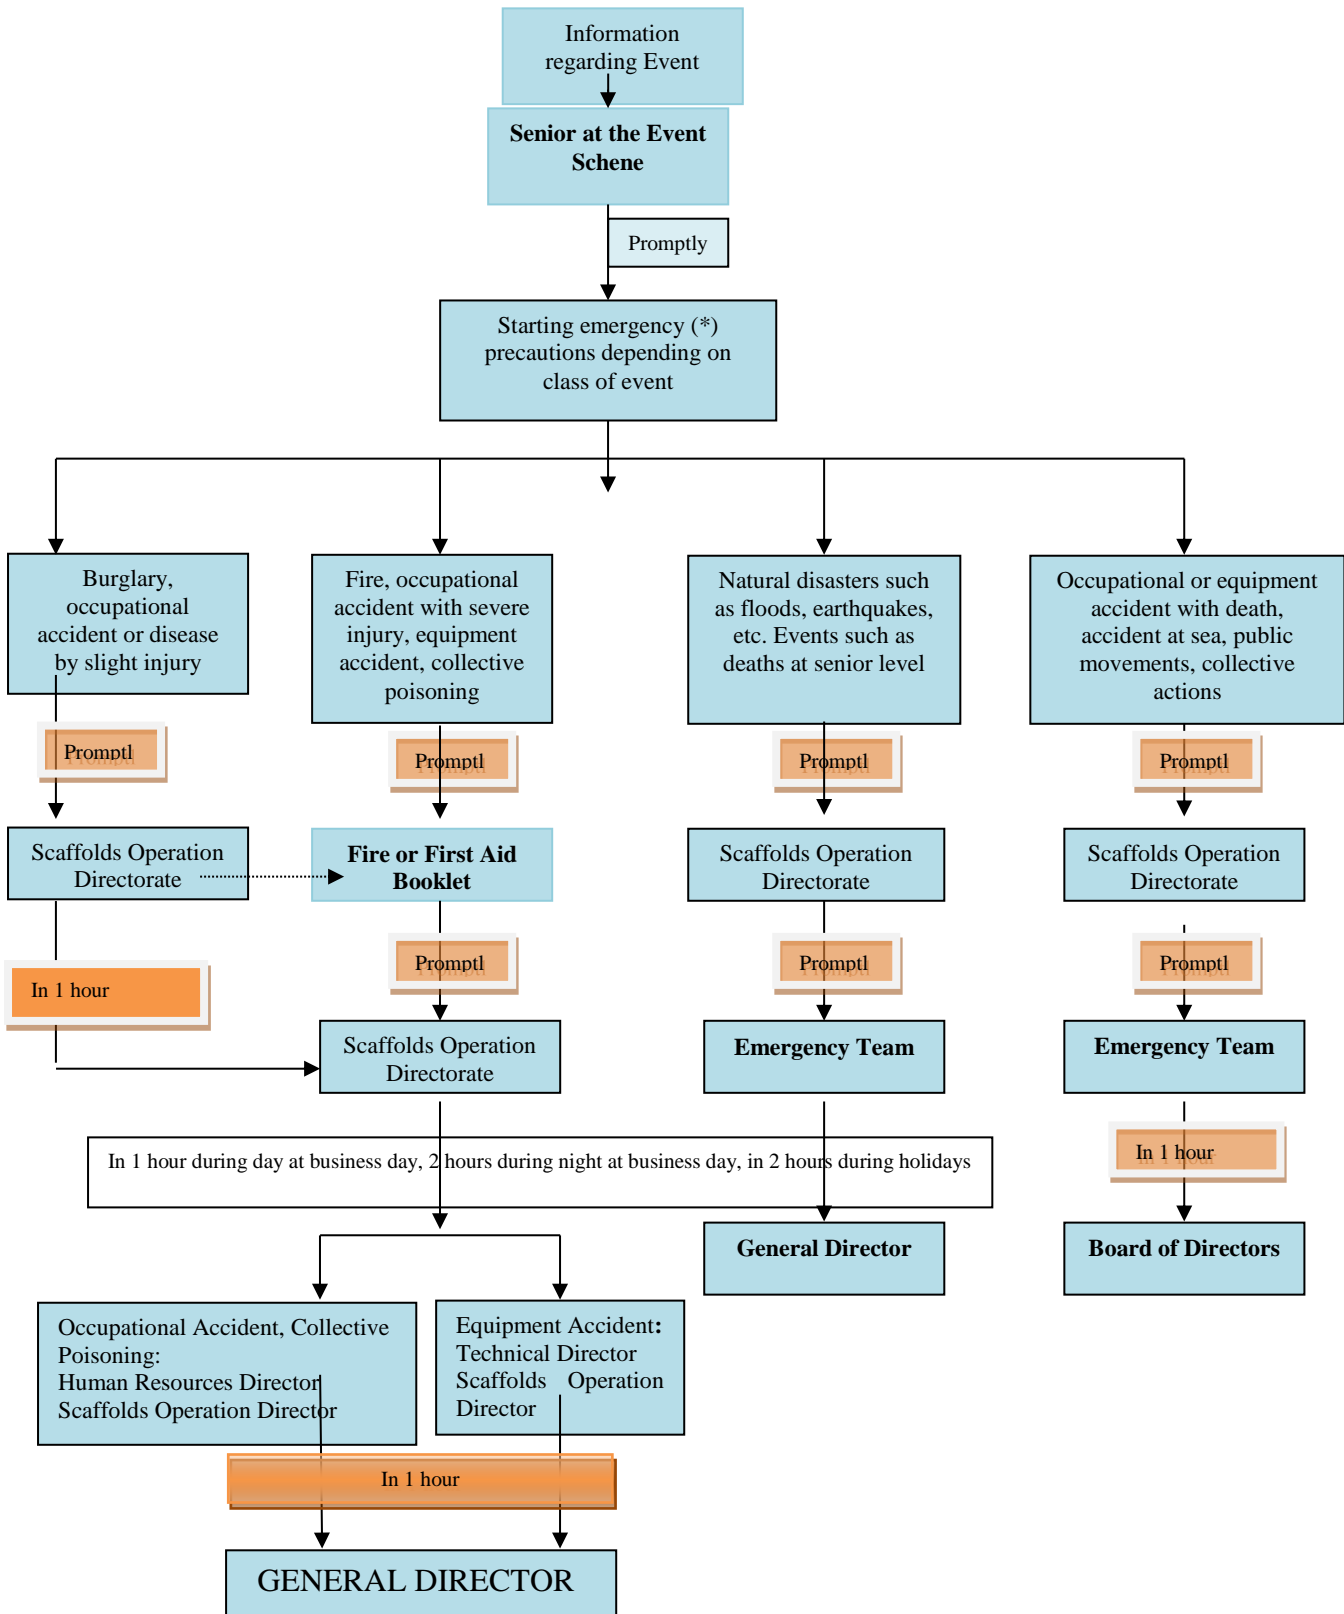 Information
regarding Event
Senior at the Event
Schene
Promptly
Starting emergency (*)
precautions depending on
class of event
Burglary,
occupational
accident or disease
by slight injury
Fire, occupational
accident with severe
injury, equipment
accident, collective
poisoning
Natural disasters such
as floods, earthquakes,
etc. Events such as
deaths at senior level
Occupational or equipment
accident with death,
accident at sea, public
movements, collective
actions
Promptl
Promptl
Promptl
Promptl
Scaffolds Operation
Directorate
Fire or First Aid
Booklet
Scaffolds Operation
Directorate
Scaffolds Operation
Directorate
In 1 hour
Promptl
Promptl
Promptl
Scaffolds Operation
Directorate
Emergency Team
Emergency Team
In 1 hour during day at business day, 2 hours during night at business day, in 2 hours during holidays
In 1 hour
General Director
Board of Directors
Occupational Accident, Collective
Poisoning:
Human Resources Director
Scaffolds Operation Director
Equipment Accident:
Technical Director
Scaffolds Operation
Director
In 1 hour
GENERAL DIRECTOR